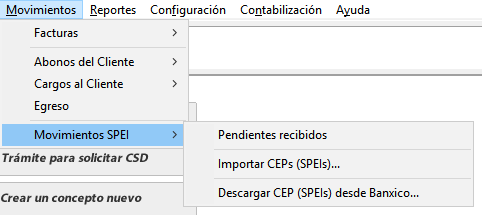 Movimientos Reportes Configuración Contabilización Ayuda
Facturas
Abonos del Cliente
Cargos al Cliente
Egreso
Movimientos SPEI
Pendientes recibidos
Importar CEPs (SPEIs)...
Descargar CEP (SPEIs) desde Banxico...
Trámite para solicitar CSD
Crear un concepto nuevo